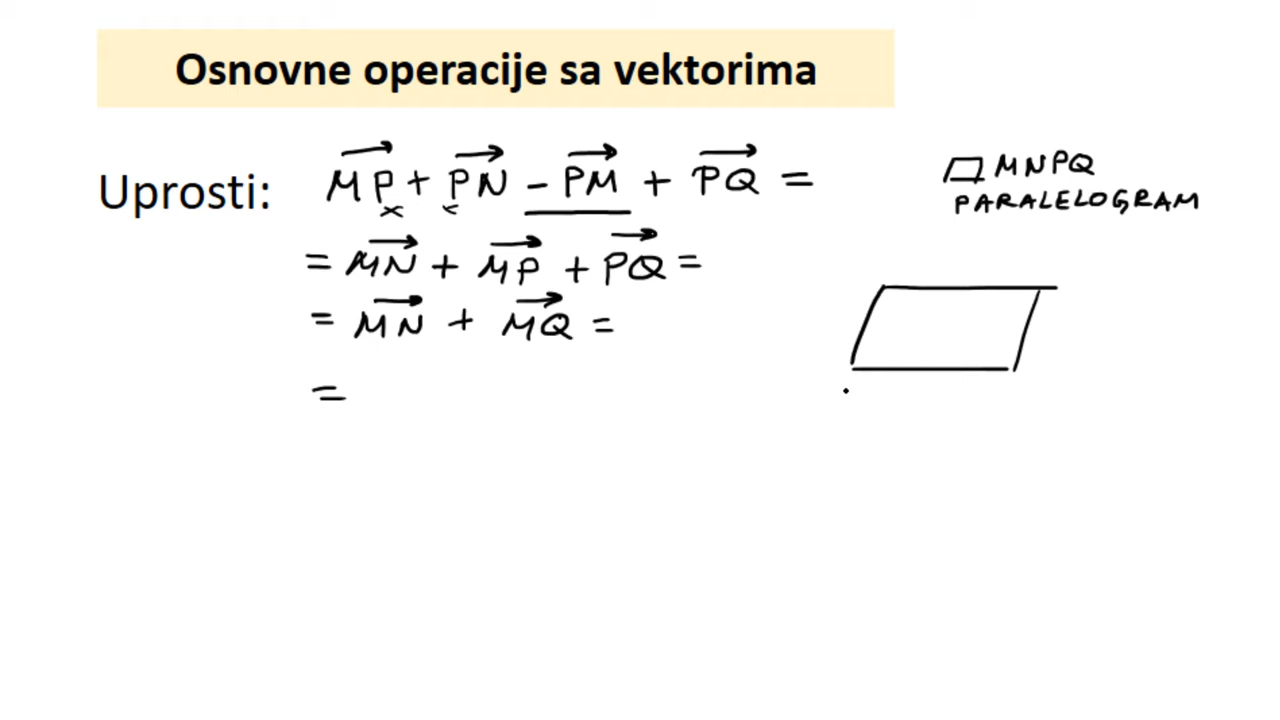 Osnovne operacije sa vektorima
Uprosti: MP + PN - PM + PQ =
MNPQ
PARALELOGRAM
= MN + MP + PQ =
= MN + MQ =
=